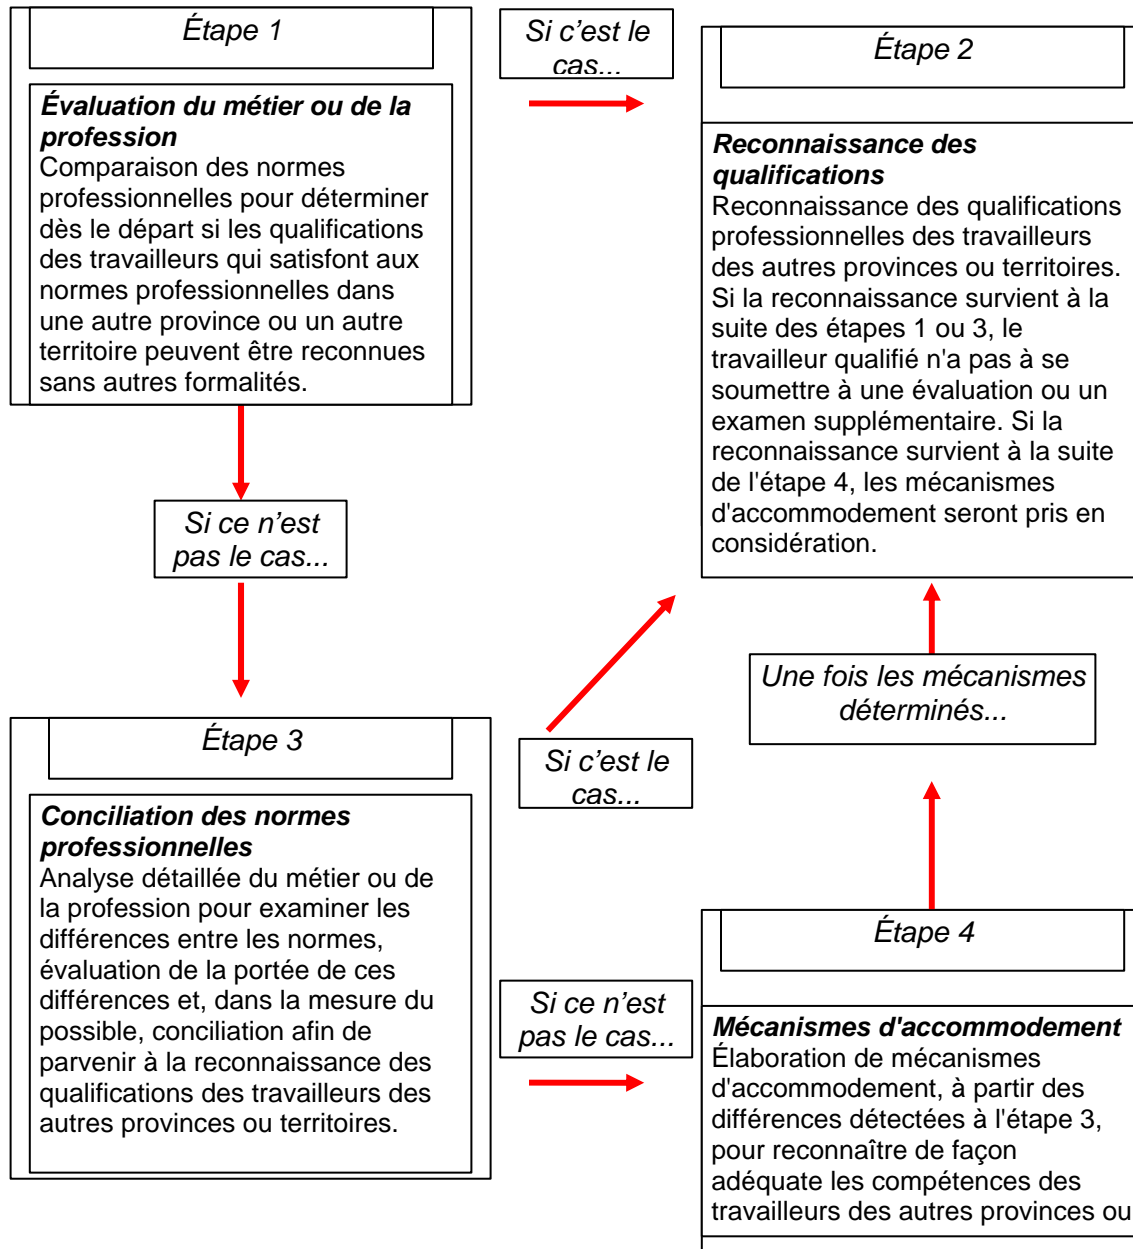 Étape 1
Évaluation du métier ou de la
profession
Comparaison des normes
professionnelles pour déterminer
dès le départ si les qualifications
des travailleurs qui satisfont aux
normes professionnelles dans
une autre province ou un autre
territoire peuvent être reconnues
sans autres formalités.
Si c'est le
cas...
Étape 2
Reconnaissance des
qualifications
Reconnaissance des qualifications
professionnelles des travailleurs
des autres provinces ou territoires.
Si la reconnaissance survient à la
suite des étapes 1 ou 3, le
travailleur qualifié n'a pas à se
soumettre à une évaluation ou un
examen supplémentaire. Si la
reconnaissance survient à la suite
de l'étape 4, les mécanismes
d'accommodement seront pris en
considération.
Si ce n'est
pas le cas...
Étape 3
Conciliation des normes
professionnelles
Analyse détaillée du métier ou de
la profession pour examiner les
différences entre les normes,
évaluation de la portée de ces
différences et, dans la mesure du
possible, conciliation afin de
parvenir à la reconnaissance des
qualifications des travailleurs des
autres provinces ou territoires.
Si c'est le
cas...
Une fois les mécanismes
déterminés...
Si ce n'est
pas le cas...
Étape 4
Mécanismes d'accommodement
Élaboration de mécanismes
d'accommodement, à partir des
différences détectées à l'étape 3,
pour reconnaître de façon
adéquate les compétences des
travailleurs des autres provinces ou